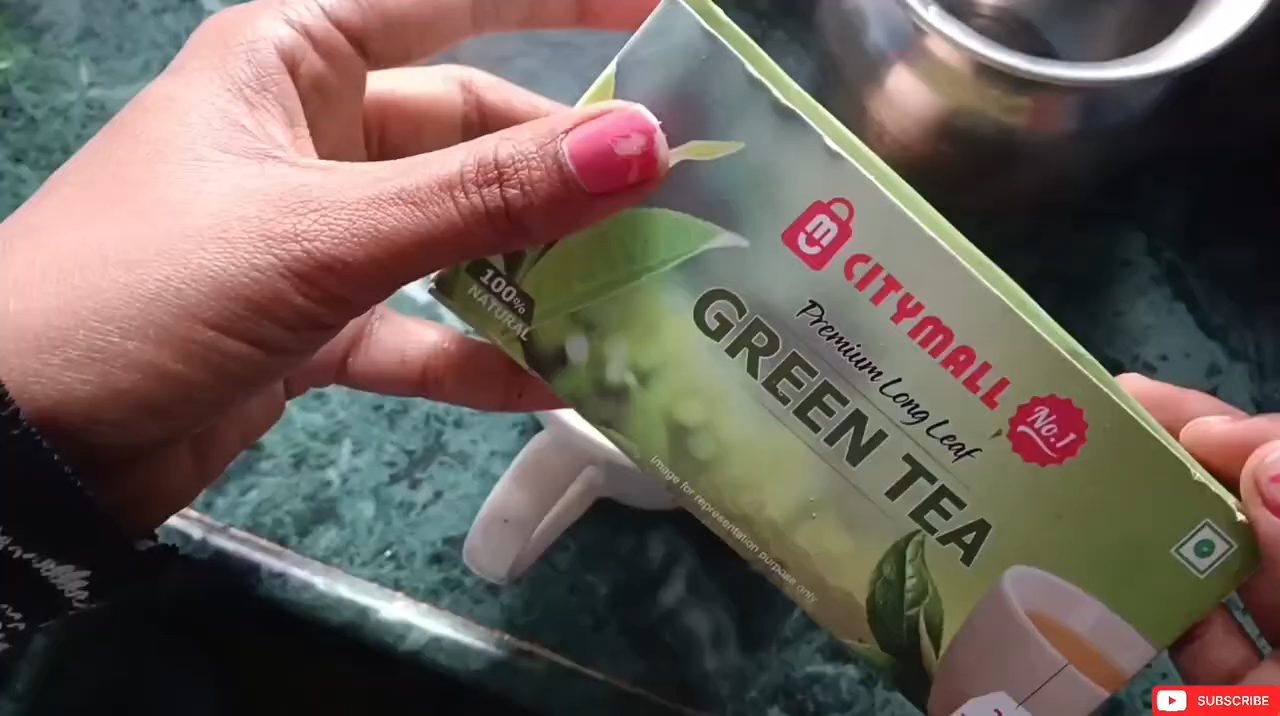 CITYMALL
Premium Long Leaf
No.1
GREEN TEA
100%
NATURAL
Image for representation purpose only
SUBSCRIBE